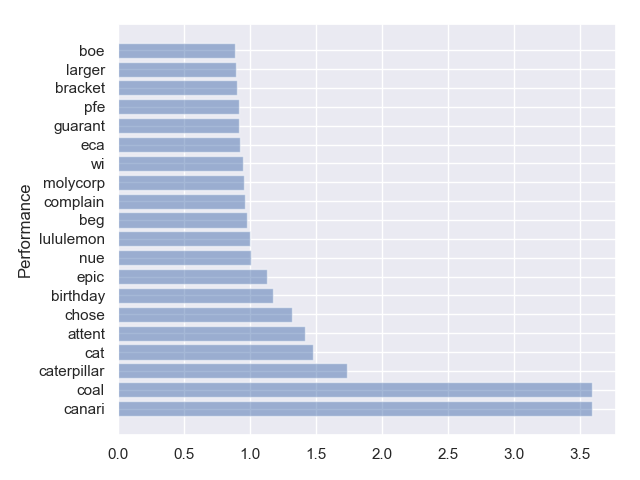 boe
larger
bracket
pfe
guarant
eca
wi
molycorp
complain
beg
lululemon
nue
epic
birthday
chose
attent
cat
caterpillar
coal
canari
Performance
0.0 0.5 1.0 1.5 2.0 2.5 3.0 3.5